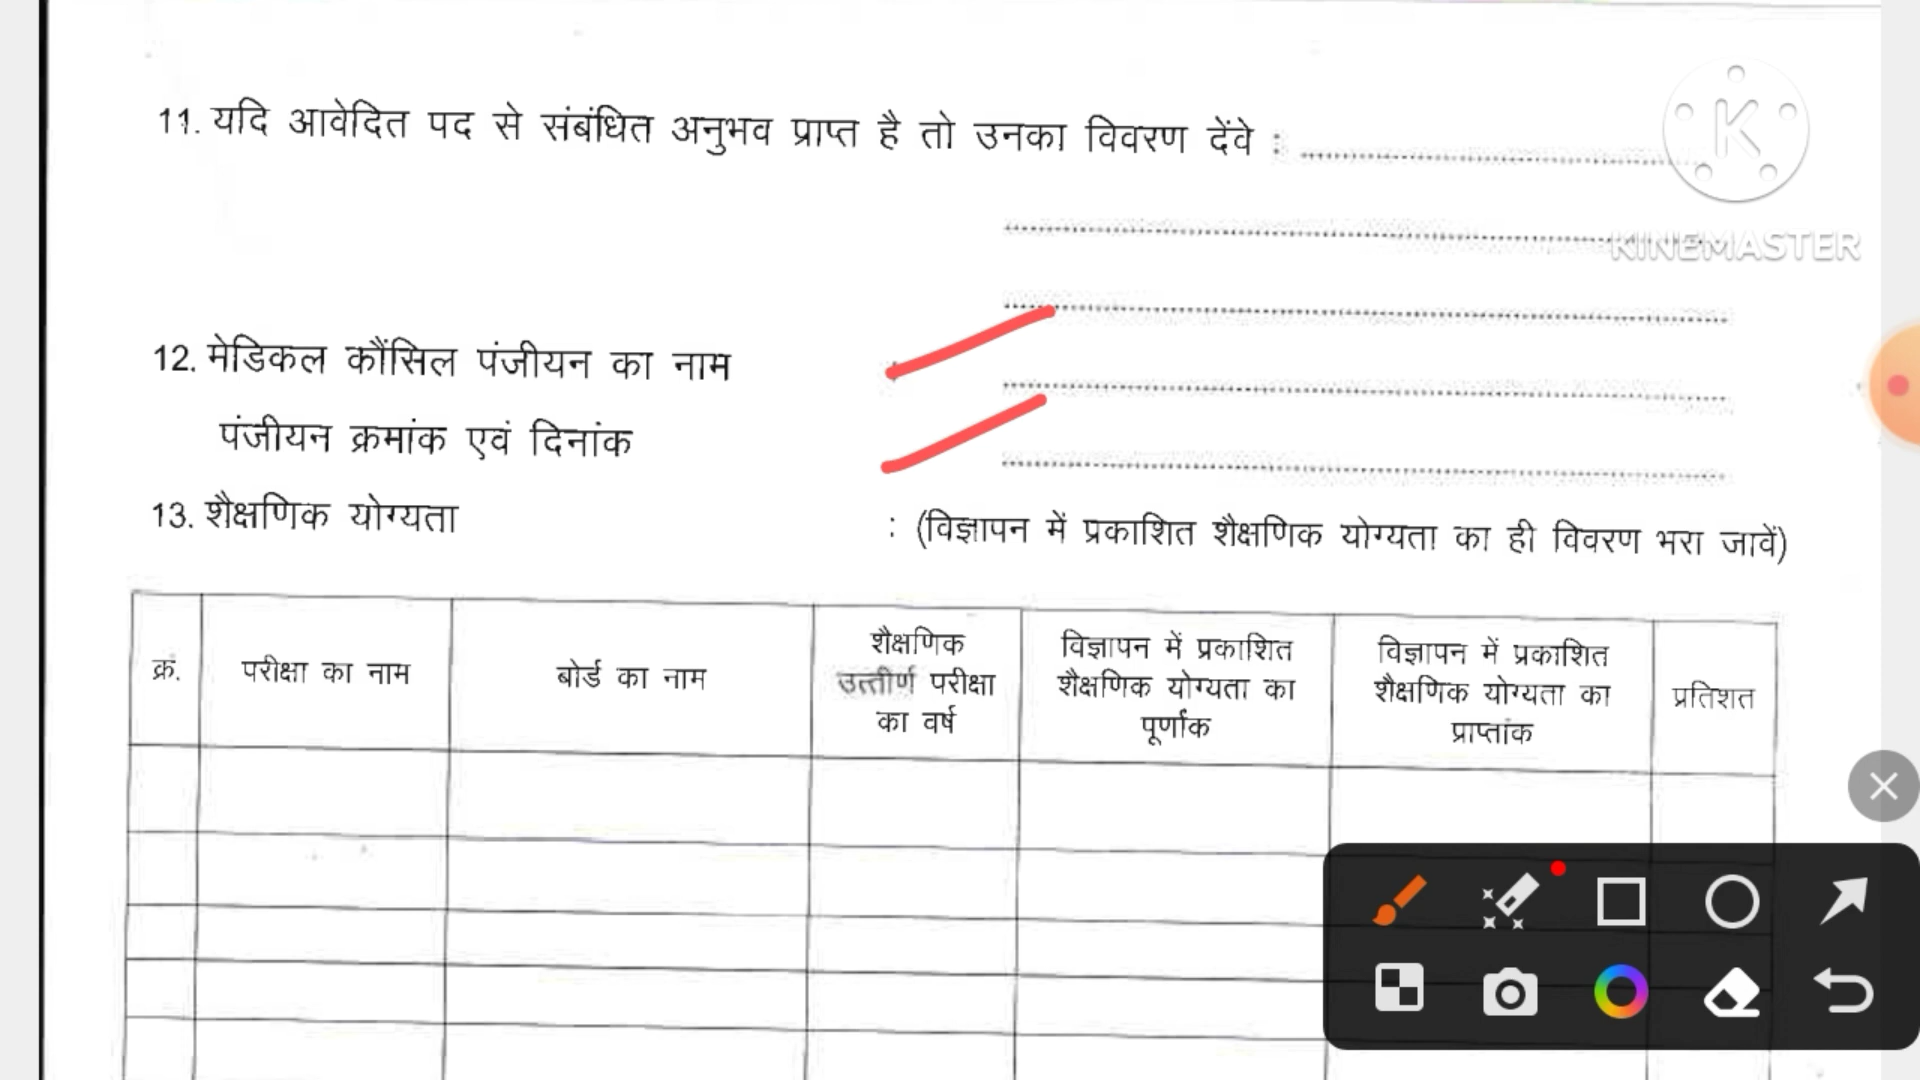 11. यदि आवेदित पद से संबंधित अनुभव प्राप्त है तो उनका विवरण देंवे :
KINEMASTER
12. मेडिकल कौंसिल पंजीयन का नाम
पंजीयन क्रमांक एवं दिनांक
13. शैक्षणिक योग्यता : (विज्ञापन में प्रकाशित शैक्षणिक योग्यता का ही विवरण भरा जावें)
क्रं.
परीक्षा का नाम
बोर्ड का नाम
शैक्षणिक
उत्तीर्ण परीक्षा
का वर्ष
विज्ञापन में प्रकाशित
शैक्षणिक योग्यता का
पूर्णाक
विज्ञापन में प्रकाशित
शैक्षणिक योग्यता का
प्राप्तांक
प्रतिशत